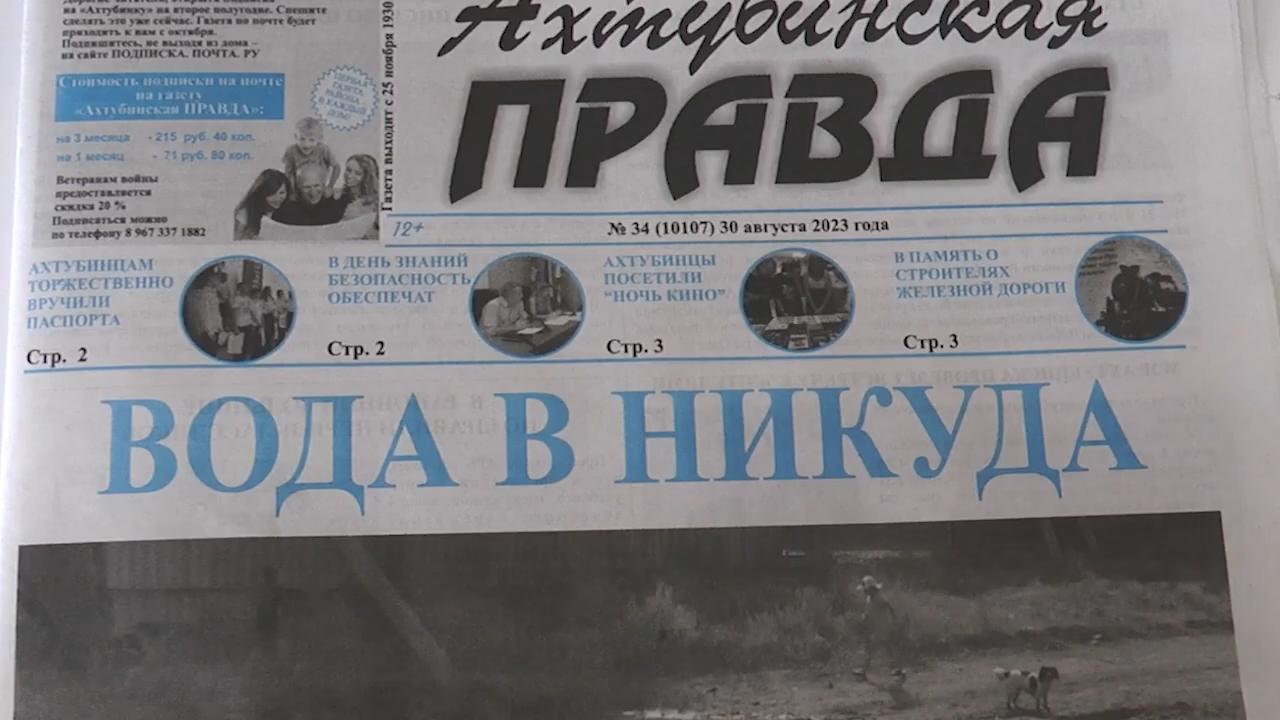 на «Ахтубинку» на второе полугодие. Спешите
сделать это уже сейчас. Газета по почте будет
приходить к вам с октября.
Подпишитесь, не выходя из дома –
на сайте ПОДПИСКА. ПОЧТА. РУ
Стоимость подписки на почте
на газету
«Ахтубинская ПРАВДА»:
на 3 месяца - 215 руб. 40 коп.
на 1 месяц - 71 руб. 80 коп.
Ветеранам войны
предоставляется
скидка 20 %
Подписаться можно
по телефону 8 967 337 1882
ПЕРВАЯ
ГАЗЕТА
РАЙОНА -
В КАЖДЫЙ
ДОМ!
Газета выходит с 25 ноября 1930
Ахтубинская
ПРАВДА
12+
№ 34 (10107) 30 августа 2023 года
АХТУБИНЦАМ
ТОРЖЕСТВЕННО
ВРУЧИЛИ
ПАСПОРТА
Стр. 2
В ДЕНЬ ЗНАНИЙ
БЕЗОПАСНОСТЬ
ОБЕСПЕЧАТ
Стр. 2
АХТУБИНЦЫ
ПОСЕТИЛИ
“НОЧЬ КИНО”
Стр. 3
В ПАМЯТЬ О
СТРОИТЕЛЯХ
ЖЕЛЕЗНОЙ ДОРОГИ
Стр. 3
ВОДА В НИКУДА